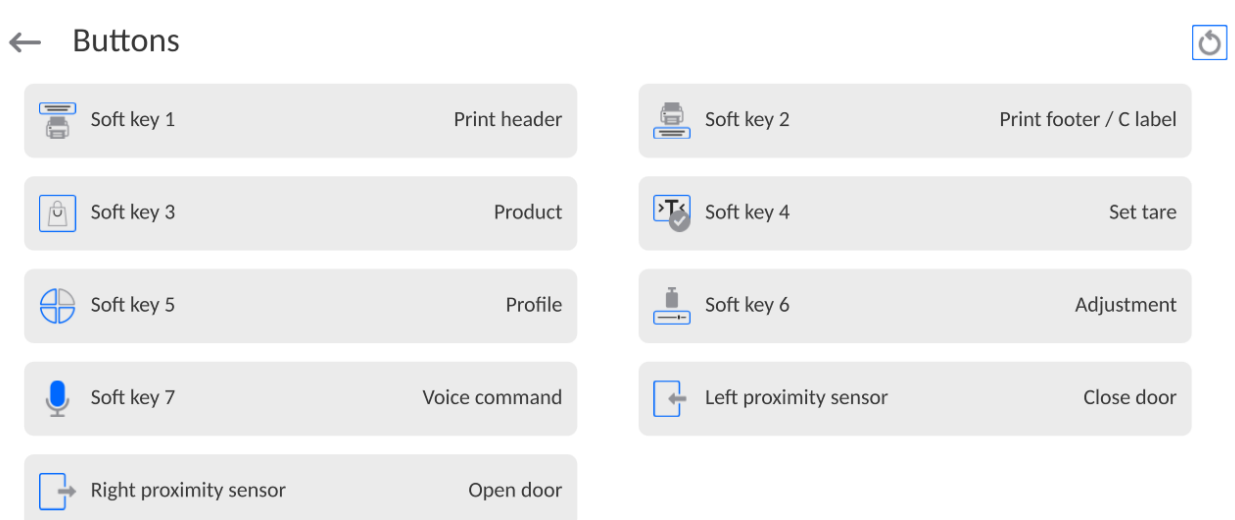 Buttons
Soft key 1 Print header
Soft key 2 Print footer / C label
Soft key 3 Product
T
Soft key 4 Set tare
Soft key 5 Profile
Soft key 6 Adjustment
Soft key 7 Voice command
Left proximity sensor Close door
Right proximity sensor Open door